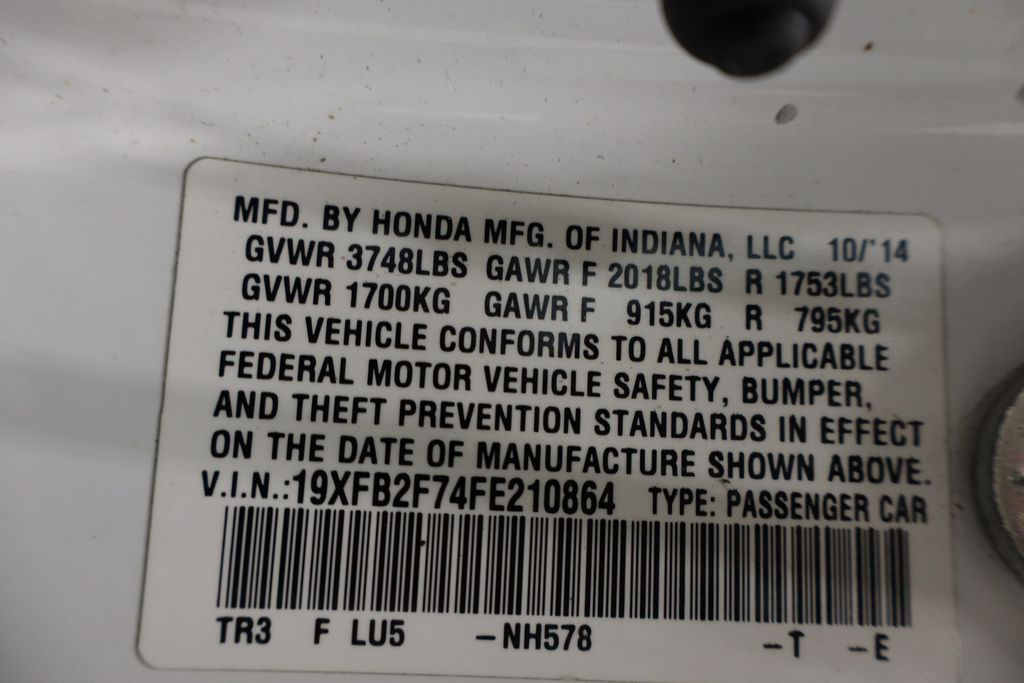 MFD. BY HONDA MFG. OF INDIANA, LLC 10/'14
GVWR 3748LBS GAWR F 2018LBS R 1753LBS
GVWR 1700KG GAWR F 915KG R 795KG
THIS VEHICLE CONFORMS TO ALL APPLICABLE
FEDERAL MOTOR VEHICLE SAFETY, BUMPER,
AND THEFT PREVENTION STANDARDS IN EFFECT
ON THE DATE OF MANUFACTURE SHOWN ABOVE.
V.I.N.:19XFB2F74FE210864 TYPE: PASSENGER CAR
TR3 F LU5 –NH578 –T –E